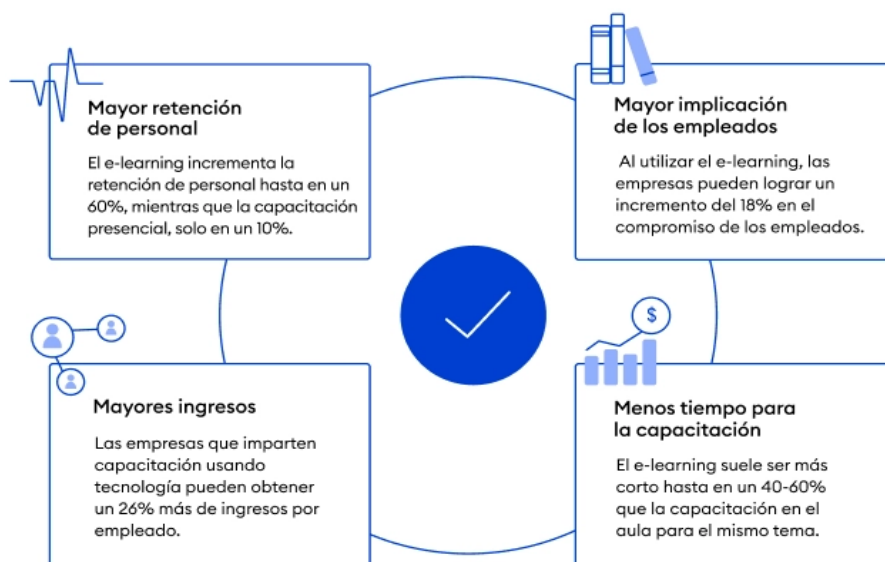 Mayor retención
de personal
El e-learning incrementa la
retención de personal hasta en un
60%, mientras que la capacitación
presencial, solo en un 10%.
Mayor implicación
de los empleados
Al utilizar el e-learning, las
empresas pueden lograr un
incremento del 18% en el
compromiso de los empleados.
$
Mayores ingresos
Las empresas que imparten
capacitación usando
tecnología pueden obtener
un 26% más de ingresos por
empleado.
Menos tiempo para
la capacitación
El e-learning suele ser más
corto hasta en un 40-60%
que la capacitación en el
aula para el mismo tema.